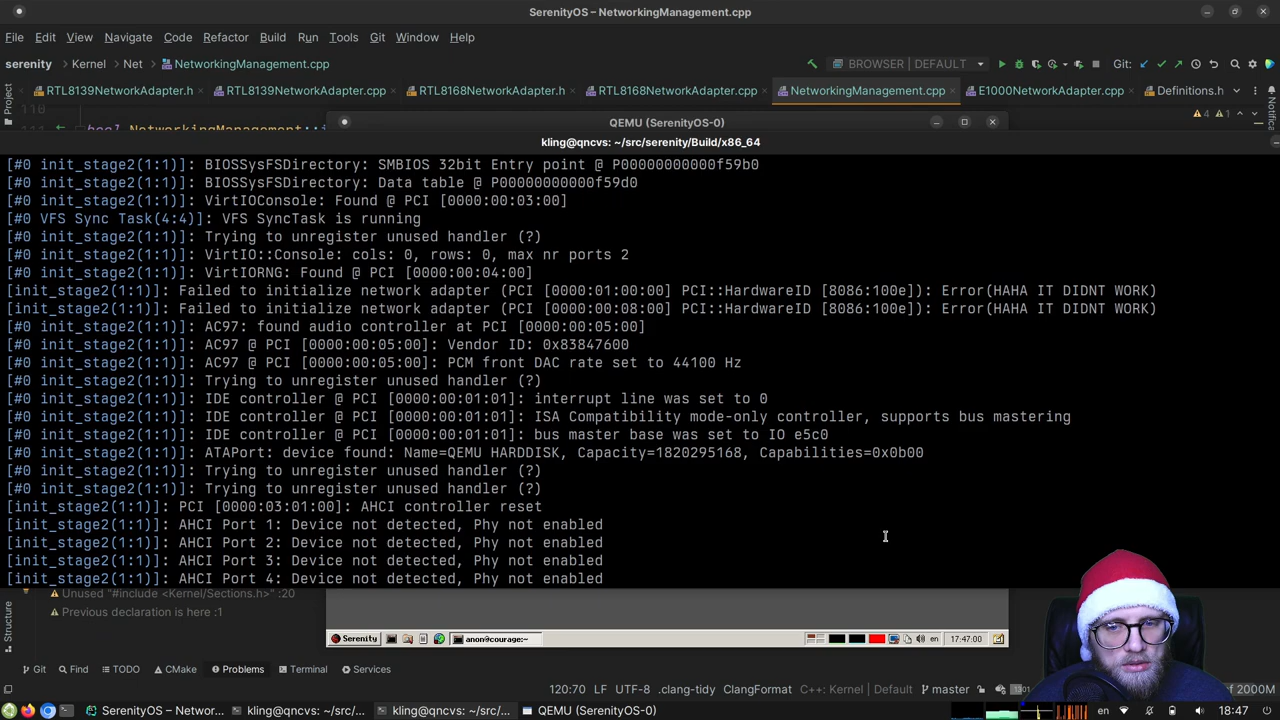 SerenityOS – NetworkingManagement.cpp
File Edit View Navigate Code Refactor Build Run Tools Git Window Help
serenity Kernel Net NetworkingManagement.cpp BROWSER | DEFAULT Git:
Project RTL8139NetworkAdapter.h RTL8139NetworkAdapter.cpp RTL8168NetworkAdapter.h RTL8168NetworkAdapter.cpp NetworkingManagement.cpp E1000NetworkAdapter.cpp Definitions.h
QEMU (SerenityOS-0)
4 1
kling@qncvs: ~/src/serenity/Build/x86_64
[#0 init_stage2(1:1)]: BIOSSysFSDirectory: SMBIOS 32bit Entry point @ P00000000000f59b0
[#0 init_stage2(1:1)]: BIOSSysFSDirectory: Data table @ P00000000000f59d0
[#0 init_stage2(1:1)]: VirtIOConsole: Found @ PCI [0000:00:03:00]
[#0 VFS Sync Task(4:4)]: VFS SyncTask is running
[#0 init_stage2(1:1)]: Trying to unregister unused handler (?)
[#0 init_stage2(1:1)]: VirtIO::Console: cols: 0, rows: 0, max nr ports 2
[#0 init_stage2(1:1)]: VirtIORNG: Found @ PCI [0000:00:04:00]
[init_stage2(1:1)]: Failed to initialize network adapter (PCI [0000:01:00:00] PCI::HardwareID [8086:100e]): Error(HAHA IT DIDNT WORK)
[init_stage2(1:1)]: Failed to initialize network adapter (PCI [0000:00:08:00] PCI::HardwareID [8086:100e]): Error(HAHA IT DIDNT WORK)
[#0 init_stage2(1:1)]: AC97: found audio controller at PCI [0000:00:05:00]
[#0 init_stage2(1:1)]: AC97 @ PCI [0000:00:05:00]: Vendor ID: 0x83847600
[#0 init_stage2(1:1)]: AC97 @ PCI [0000:00:05:00]: PCM front DAC rate set to 44100 Hz
[#0 init_stage2(1:1)]: Trying to unregister unused handler (?)
[#0 init_stage2(1:1)]: IDE controller @ PCI [0000:00:01:01]: interrupt line was set to 0
[#0 init_stage2(1:1)]: IDE controller @ PCI [0000:00:01:01]: ISA Compatibility mode-only controller, supports bus mastering
[#0 init_stage2(1:1)]: IDE controller @ PCI [0000:00:01:01]: bus master base was set to IO e5c0
[#0 init_stage2(1:1)]: ATAPort: device found: Name=QEMU HARDDISK, Capacity=1820295168, Capabilities=0x0b00
[#0 init_stage2(1:1)]: Trying to unregister unused handler (?)
[#0 init_stage2(1:1)]: Trying to unregister unused handler (?)
[init_stage2(1:1)]: PCI [0000:03:01:00]: AHCI controller reset
[init_stage2(1:1)]: AHCI Port 1: Device not detected, Phy not enabled
[init_stage2(1:1)]: AHCI Port 2: Device not detected, Phy not enabled
[init_stage2(1:1)]: AHCI Port 3: Device not detected, Phy not enabled
[init_stage2(1:1)]: AHCI Port 4: Device not detected, Phy not enabled
Unused "#include <Kernel/Sections.h>" :20
Previous declaration is here :1
Structure
Serenity anon@courage:~ en 17:47:00
Git Find TODO CMake Problems Terminal Services
120:70 LF UTF-8 .clang-tidy ClangFormat C++: Kernel | Default master of 2000M
SerenityOS – Networ... kling@qncvs: ~/src/s... kling@qncvs: ~/src/... QEMU (SerenityOS-0) en 18:47